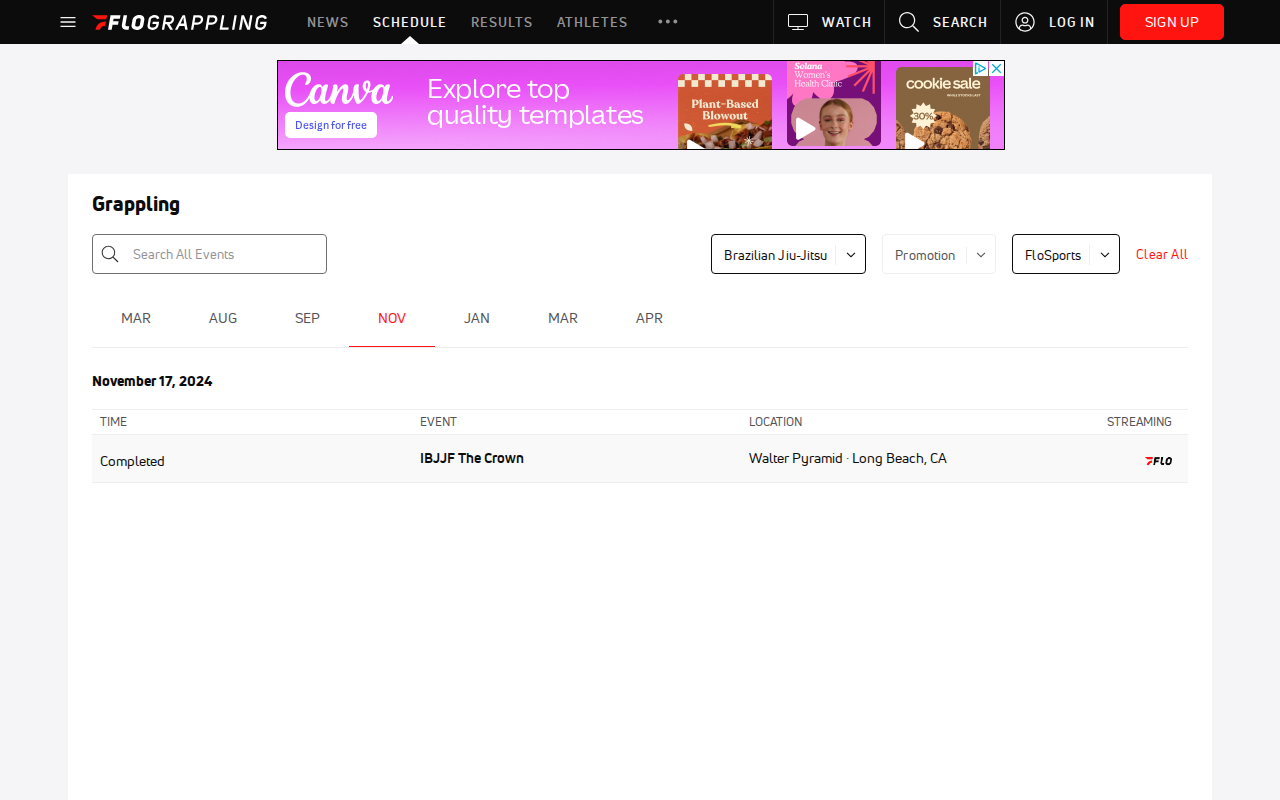 FLOGRAPPLING
NEWS
SCHEDULE
RESULTS
ATHLETES
WATCH
SEARCH
LOG IN
SIGN UP
Canva
Design for free
Explore top
quality templates
Plant-Based
Blowout
Solana
Women's
Health Clinic
cookie sale
WHILE STOCKS LAST
30%
Grappling
Search All Events
Brazilian Jiu-Jitsu
Promotion
FloSports
Clear All
MAR
AUG
SEP
NOV
JAN
MAR
APR
November 17, 2024
TIME
EVENT
LOCATION
STREAMING
Completed
IBJJF The Crown
Walter Pyramid · Long Beach, CA
FLO